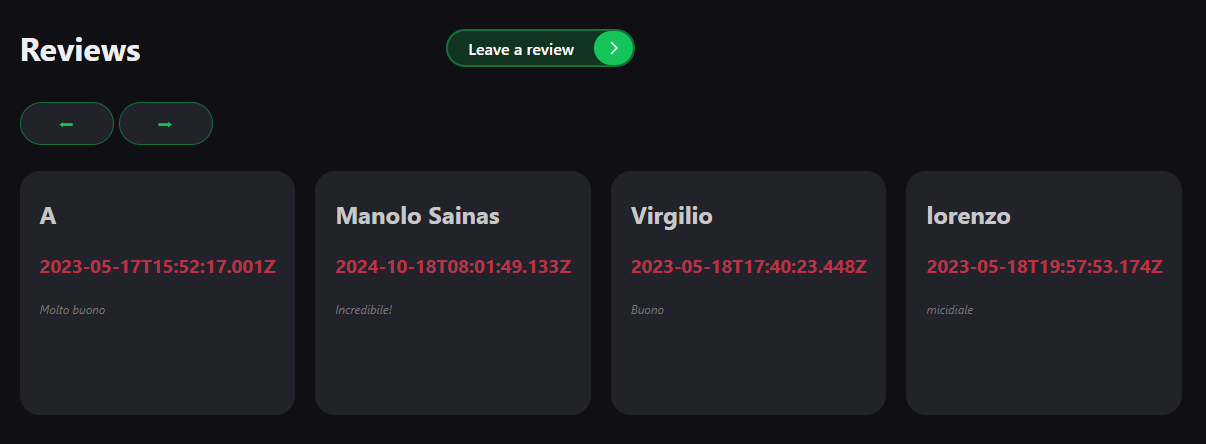 Reviews
Leave a review
A
2023-05-17T15:52:17.001Z
Molto buono
Manolo Sainas
2024-10-18T08:01:49.133Z
Incredibile!
Virgilio
2023-05-18T17:40:23.448Z
Buono
lorenzo
2023-05-18T19:57:53.174Z
micidiale